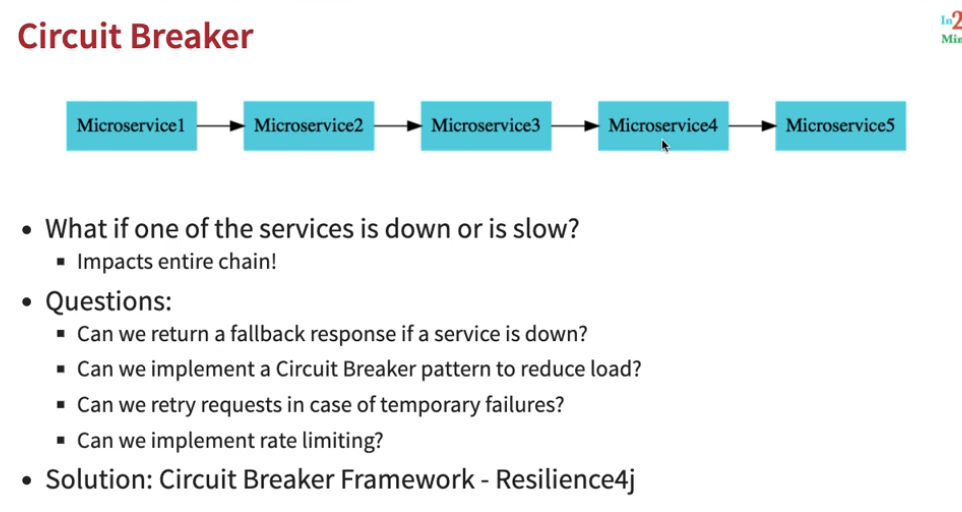 Circuit Breaker
In2
Min
Microservice1
Microservice2
Microservice3
Microservice4
Microservice5
• What if one of the services is down or is slow?
▪ Impacts entire chain!
• Questions:
▪ Can we return a fallback response if a service is down?
▪ Can we implement a Circuit Breaker pattern to reduce load?
▪ Can we retry requests in case of temporary failures?
▪ Can we implement rate limiting?
• Solution: Circuit Breaker Framework - Resilience4j